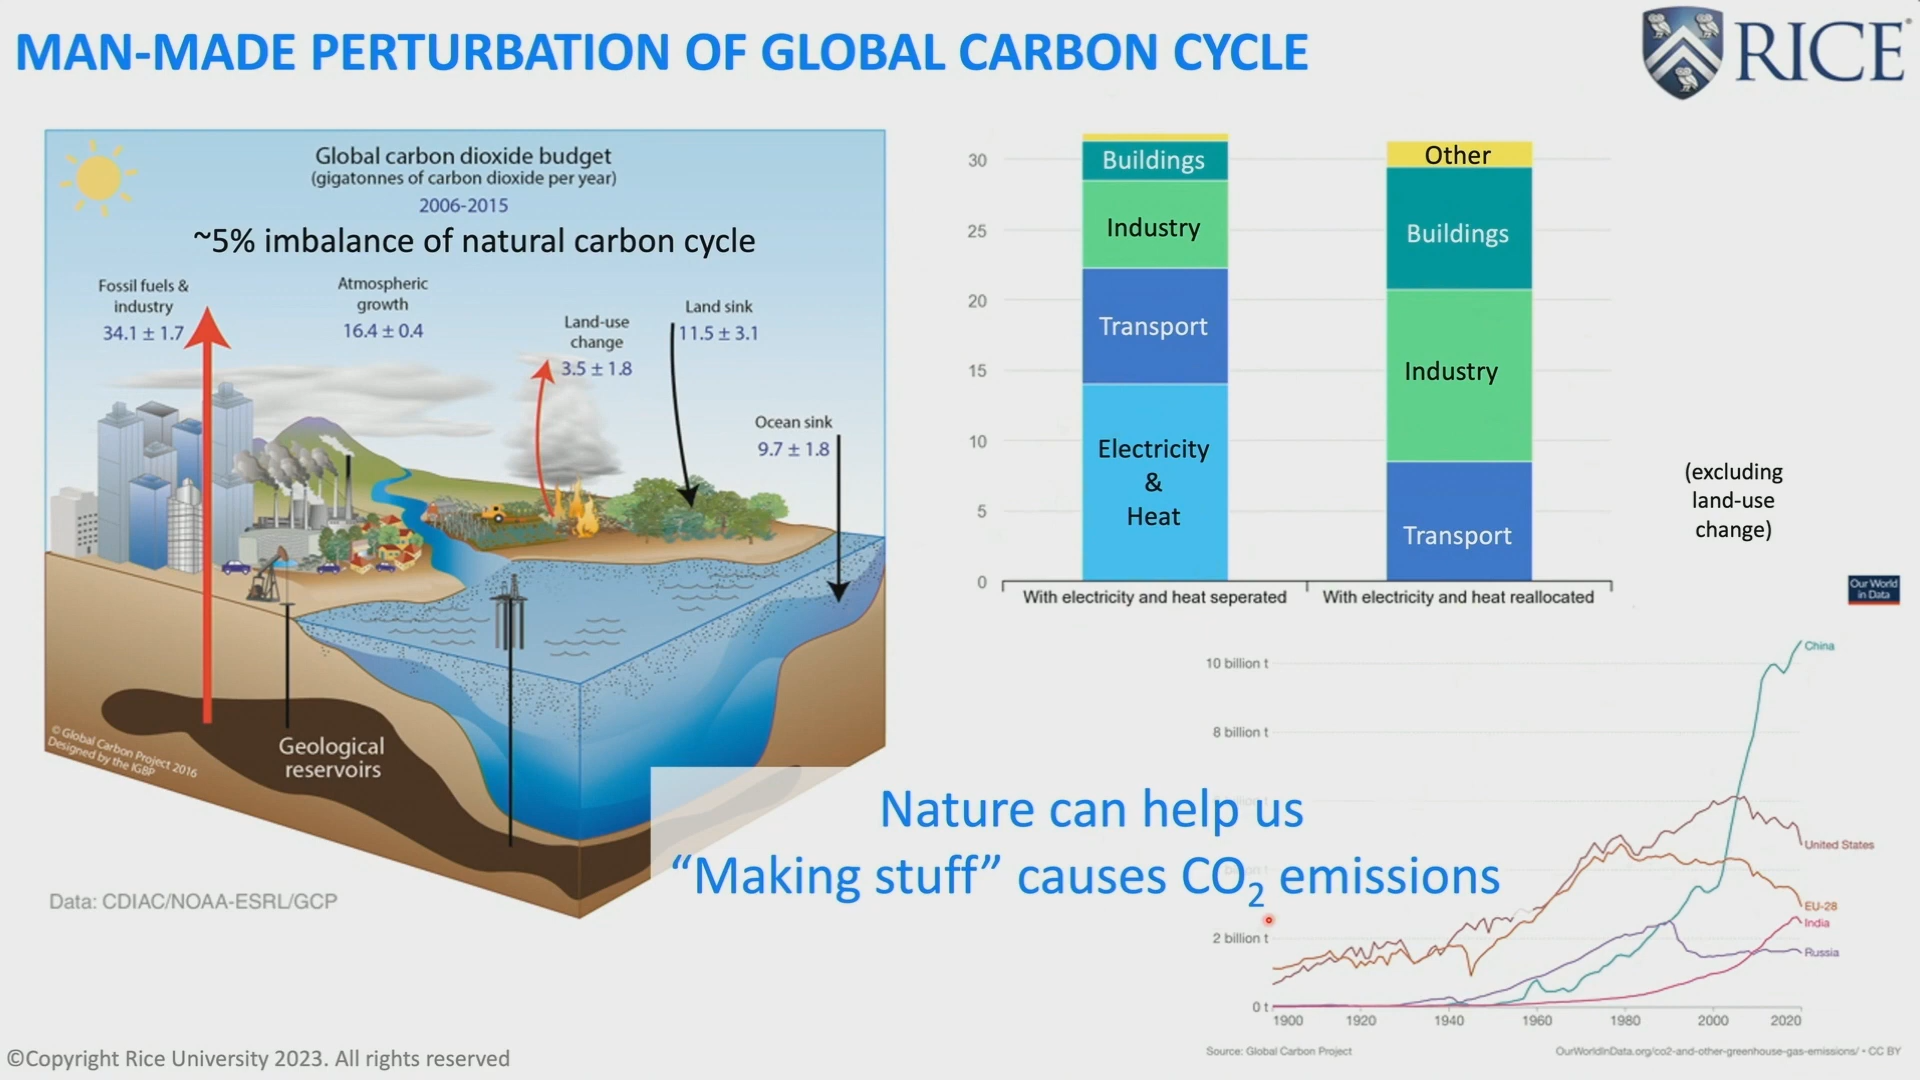 MAN-MADE PERTURBATION OF GLOBAL CARBON CYCLE
RICE
Global carbon dioxide budget
(gigatonnes of carbon dioxide per year)
2006-2015
~5% imbalance of natural carbon cycle
Fossil fuels &
industry
34.1 ± 1.7
Atmospheric
growth
16.4 ± 0.4
Land-use
change
3.5 ± 1.8
Land sink
11.5 ± 3.1
Ocean sink
9.7 ± 1.8
Geological
reservoirs
© Global Carbon Project 2016
Designed by the IGBP
Data: CDIAC/NOAA-ESRL/GCP
30
25
20
15
10
5
0
Buildings
Industry
Transport
Electricity
&
Heat
With electricity and heat seperated
Other
Buildings
Industry
Transport
With electricity and heat reallocated
(excluding
land-use
change)
Our World
in Data
Nature can help us
“Making stuff” causes CO2 emissions
10 billion t
8 billion t
2 billion t
0 t
China
United States
EU-28
India
Russia
1900
1920
1940
1960
1980
2000
2020
Source: Global Carbon Project
OurWorldInData.org/co2-and-other-greenhouse-gas-emissions/ • CC BY
©Copyright Rice University 2023. All rights reserved